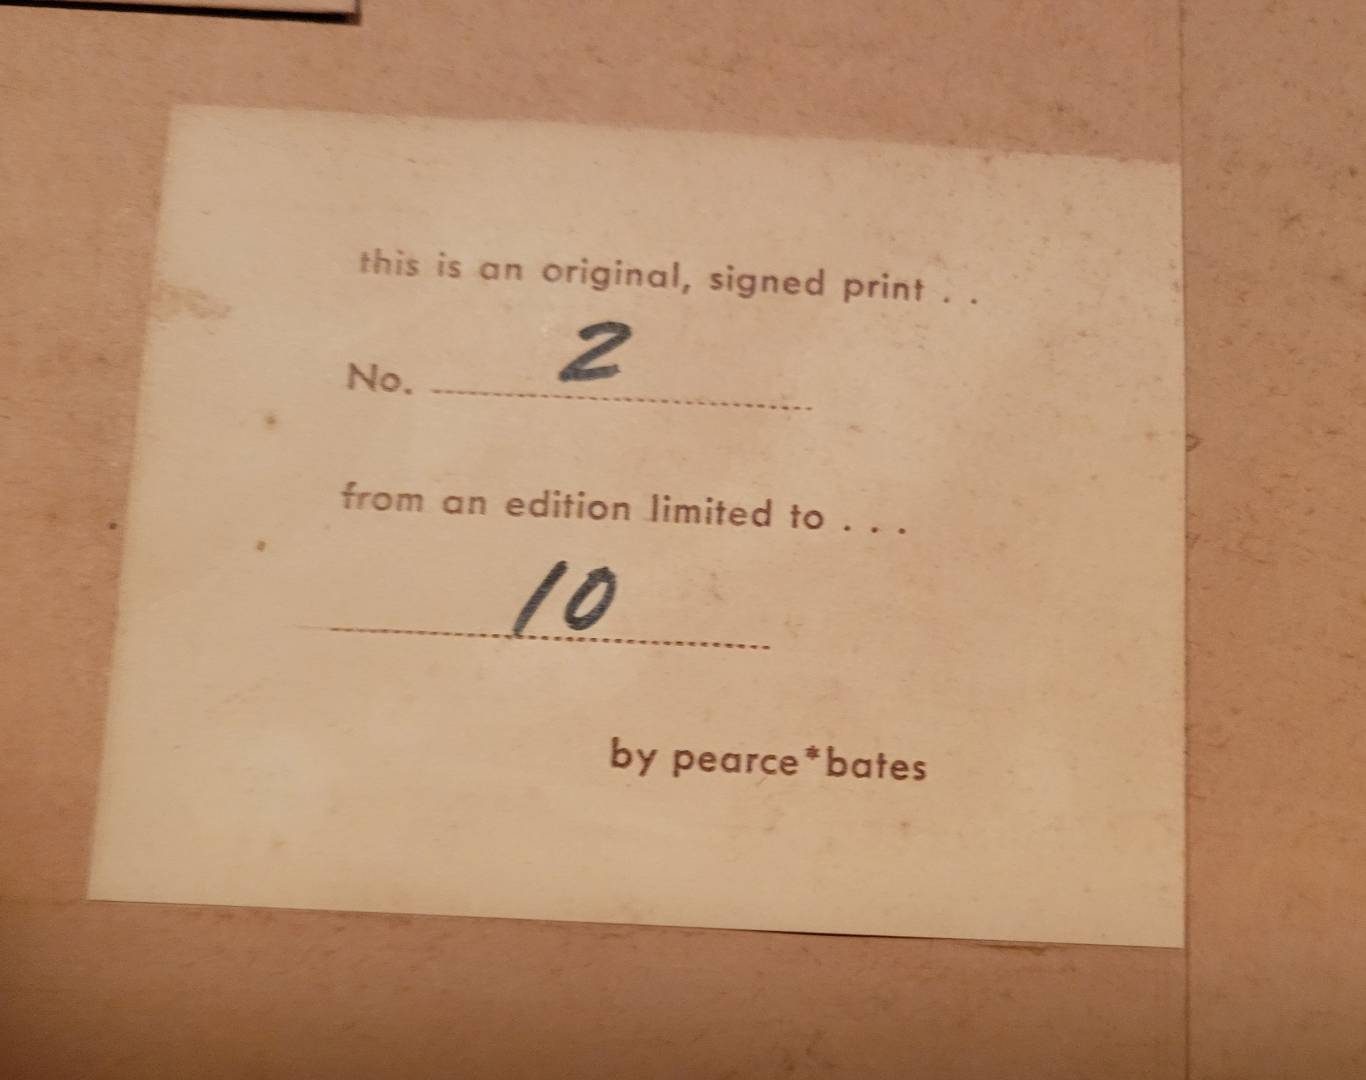 this is an original, signed print . .
No. 2
from an edition limited to . . .
10
by pearce*bates